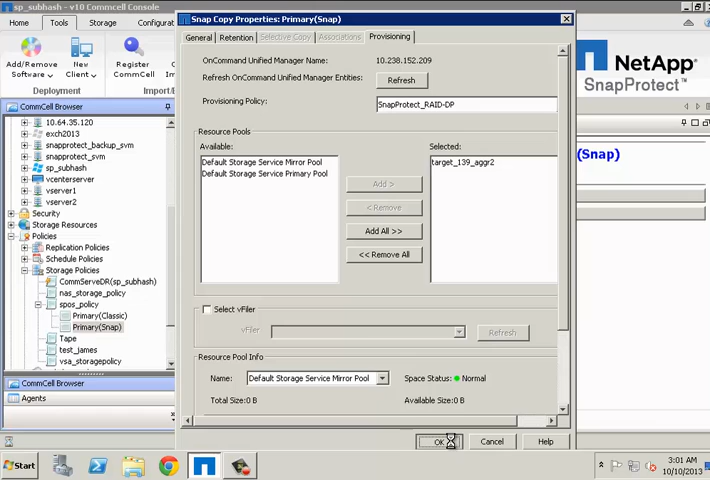 sp_subhash - v10 Commcell Console
Home
Tools
Storage
Configurat
Add/Remove
Software
New
Client
Register
CommCell
Im
Deployment
Import/E
CommCell Browser
10.64.35.120
exch2013
snapprotect_backup_svm
snapprotect_svm
sp_subhash
vcenterserver
vserver1
vserver2
Security
Storage Resources
Policies
Replication Policies
Schedule Policies
Storage Policies
CommServeDR(sp_subhash)
nas_storage_policy
spos_policy
Primary(Classic)
Primary(Snap)
Tape
test_james
vsa_storagepolicy
CommCell Browser
Agents
Snap Copy Properties: Primary(Snap)
General
Retention
Selective Copy
Associations
Provisioning
OnCommand Unified Manager Name:
10.238.152.209
Refresh OnCommand Unified Manager Entities:
Refresh
Provisioning Policy:
SnapProtect_RAID-DP
Resource Pools
Available:
Selected:
Default Storage Service Mirror Pool
Default Storage Service Primary Pool
target_139_aggr2
Add >
< Remove
Add All >>
<< Remove All
Select vFiler
vFiler
Refresh
Resource Pool Info
Name:
Default Storage Service Mirror Pool
Space Status:
Normal
Total Size:0 B
Available Size:0 B
OK
Cancel
Help
NetApp
SnapProtect™
(Snap)
Start
3:01 AM
10/10/2013